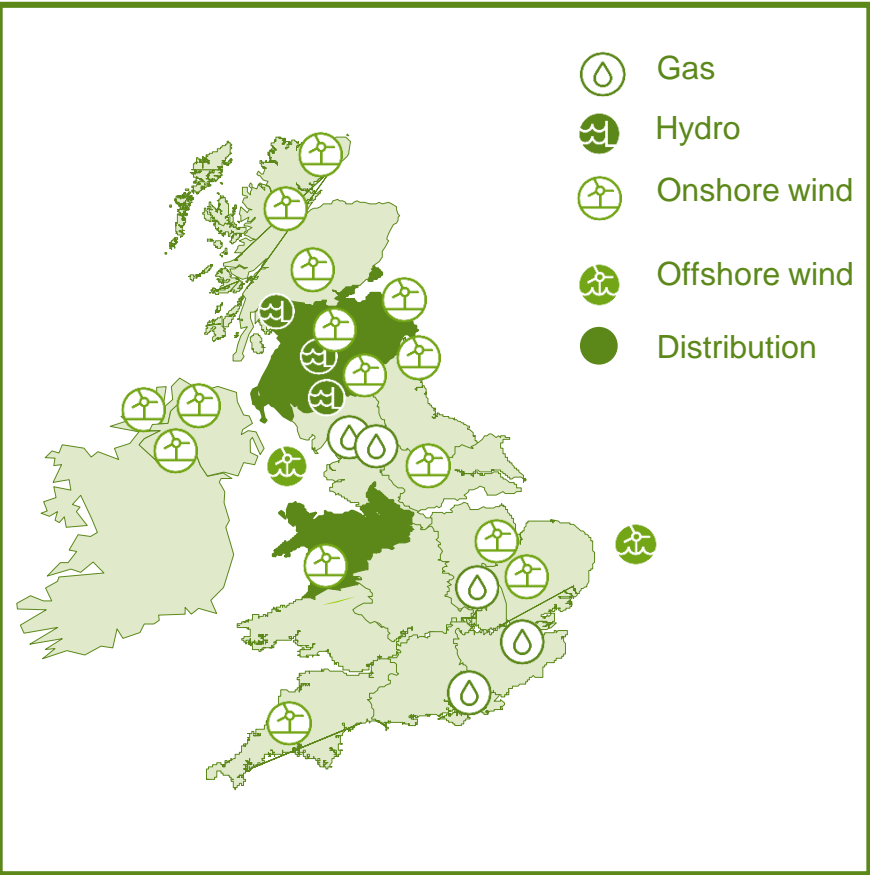 Gas
Hydro
Onshore wind
Offshore wind
Distribution